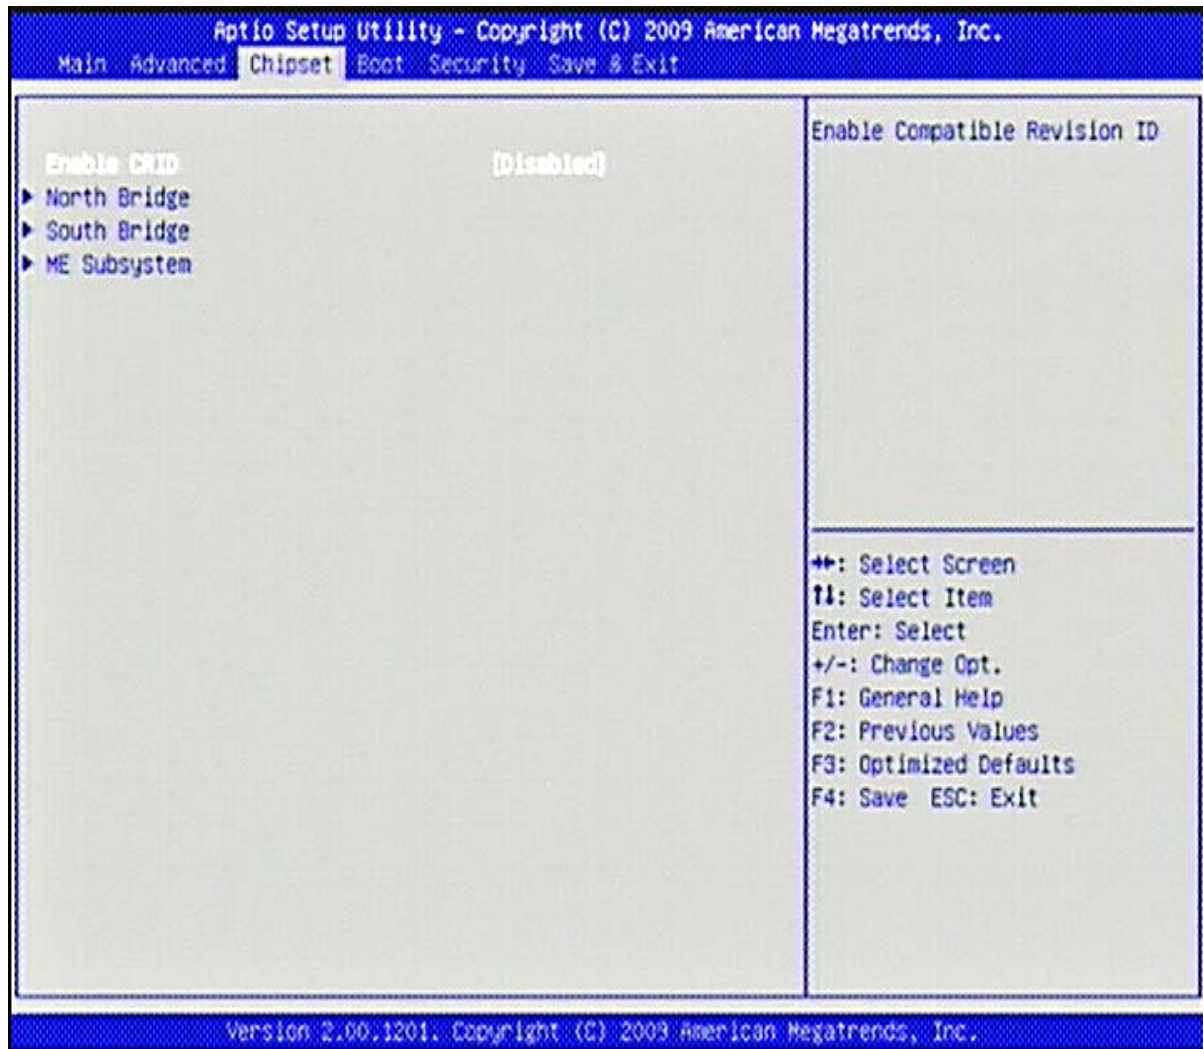 Aptio Setup Utility - Copyright (C) 2009 American Megatrends, Inc.
Main Advanced Chipset Boot Security Save & Exit
Enable CRID [Disabled]
► North Bridge
► South Bridge
► ME Subsystem
Enable Compatible Revision ID
→←: Select Screen
↑↓: Select Item
Enter: Select
+/-: Change Opt.
F1: General Help
F2: Previous Values
F3: Optimized Defaults
F4: Save ESC: Exit
Version 2.00.1201. Copyright (C) 2009 American Megatrends, Inc.